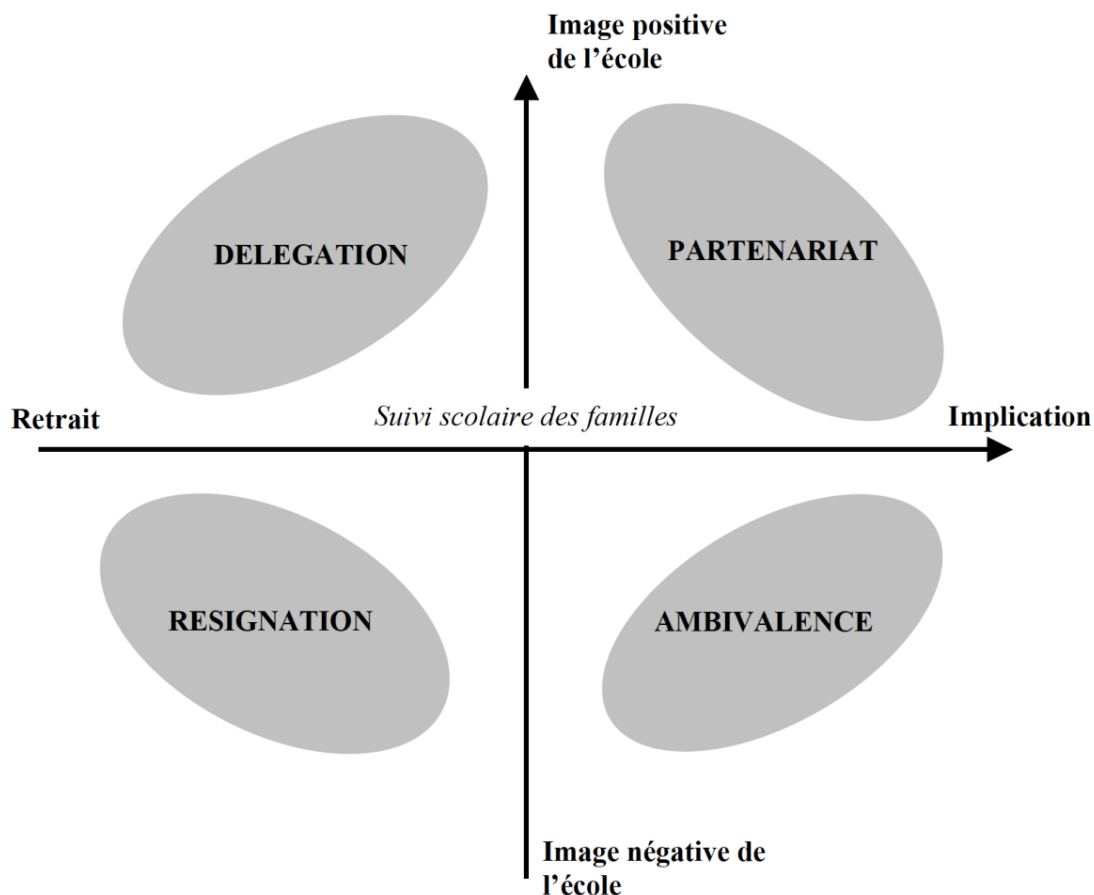 Image positive
de l’école
DELEGATION
PARTENARIAT
Retrait
Suivi scolaire des familles
Implication
RESIGNATION
AMBIVALENCE
Image négative de
l’école